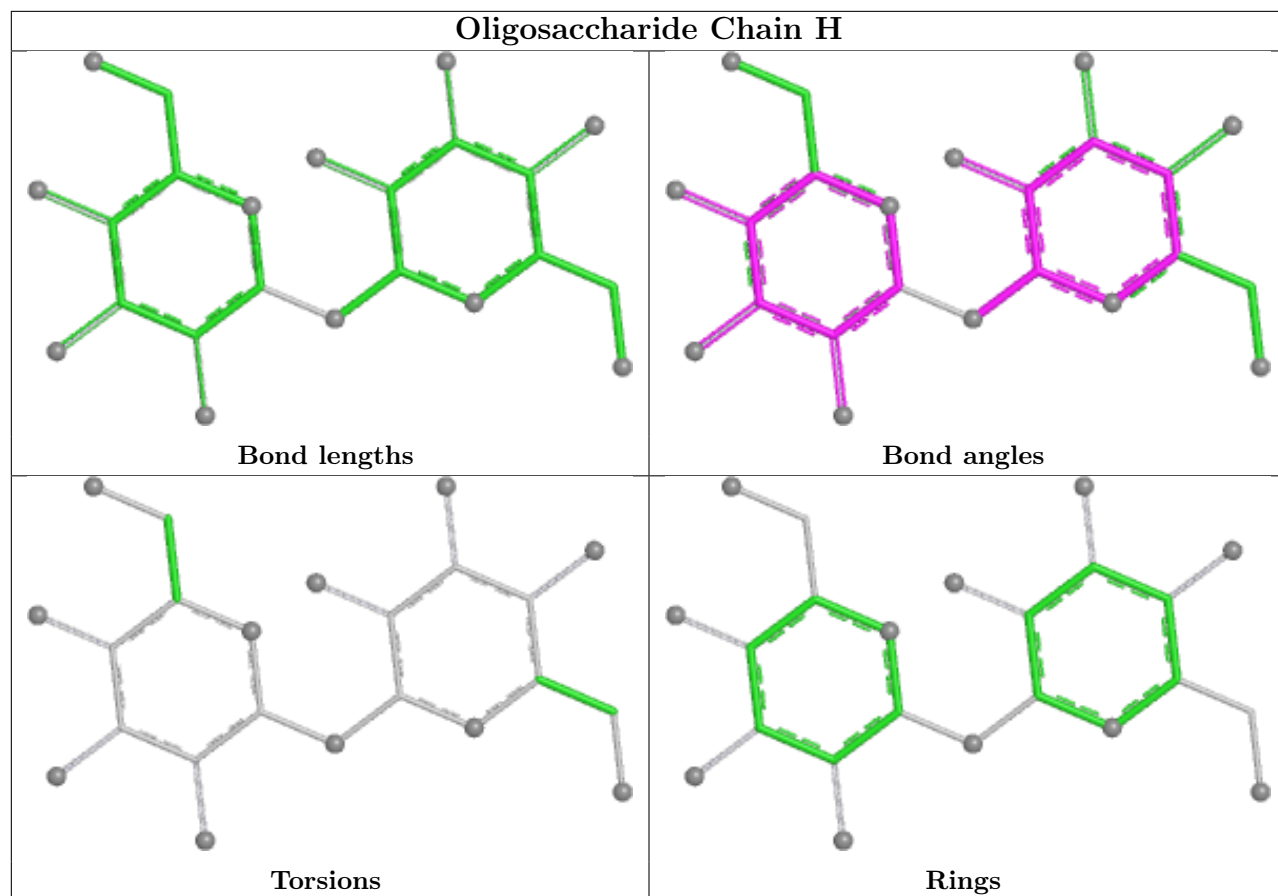 Oligosaccharide Chain H
Bond lengths
Bond angles
Torsions
Rings